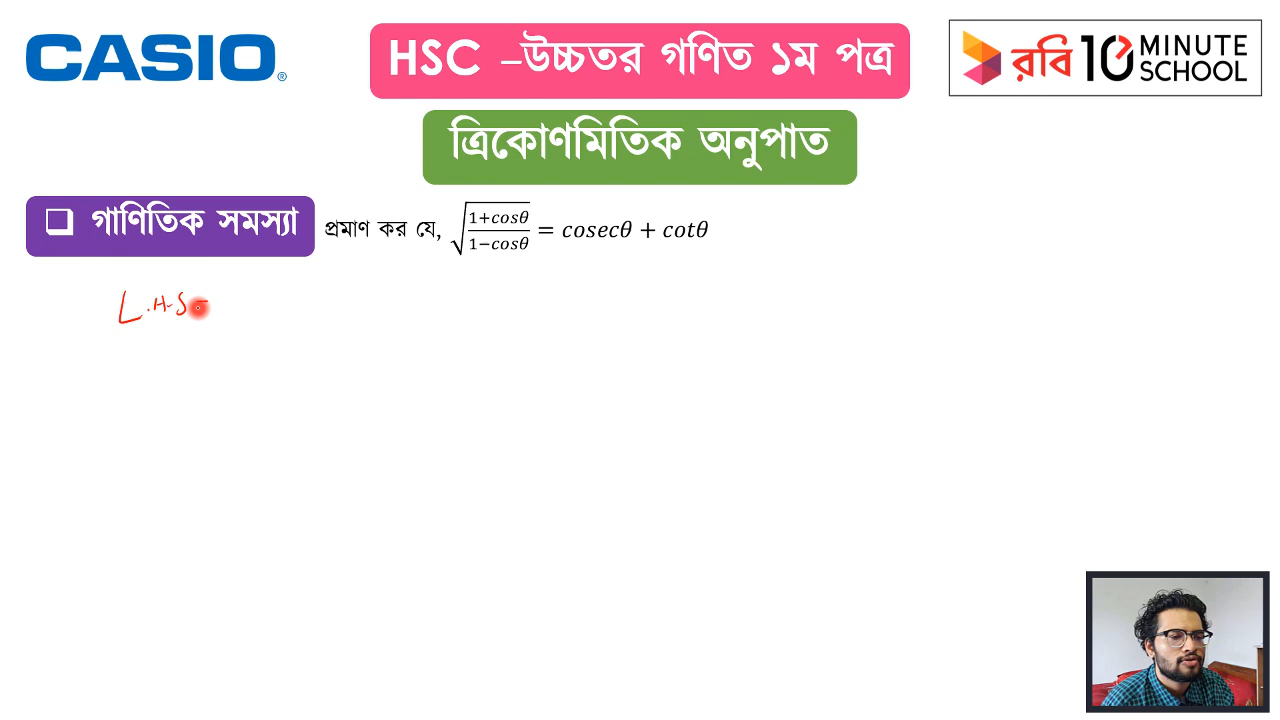 CASIO®
HSC –উচ্চতর গণিত ১ম পত্র
রবি 10 MINUTE SCHOOL
ত্রিকোণমিতিক অনুপাত
❑ গাণিতিক সমস্যা
প্রমাণ কর যে, √((1+cosθ)/(1−cosθ)) = cosecθ + cotθ
L.H.S =